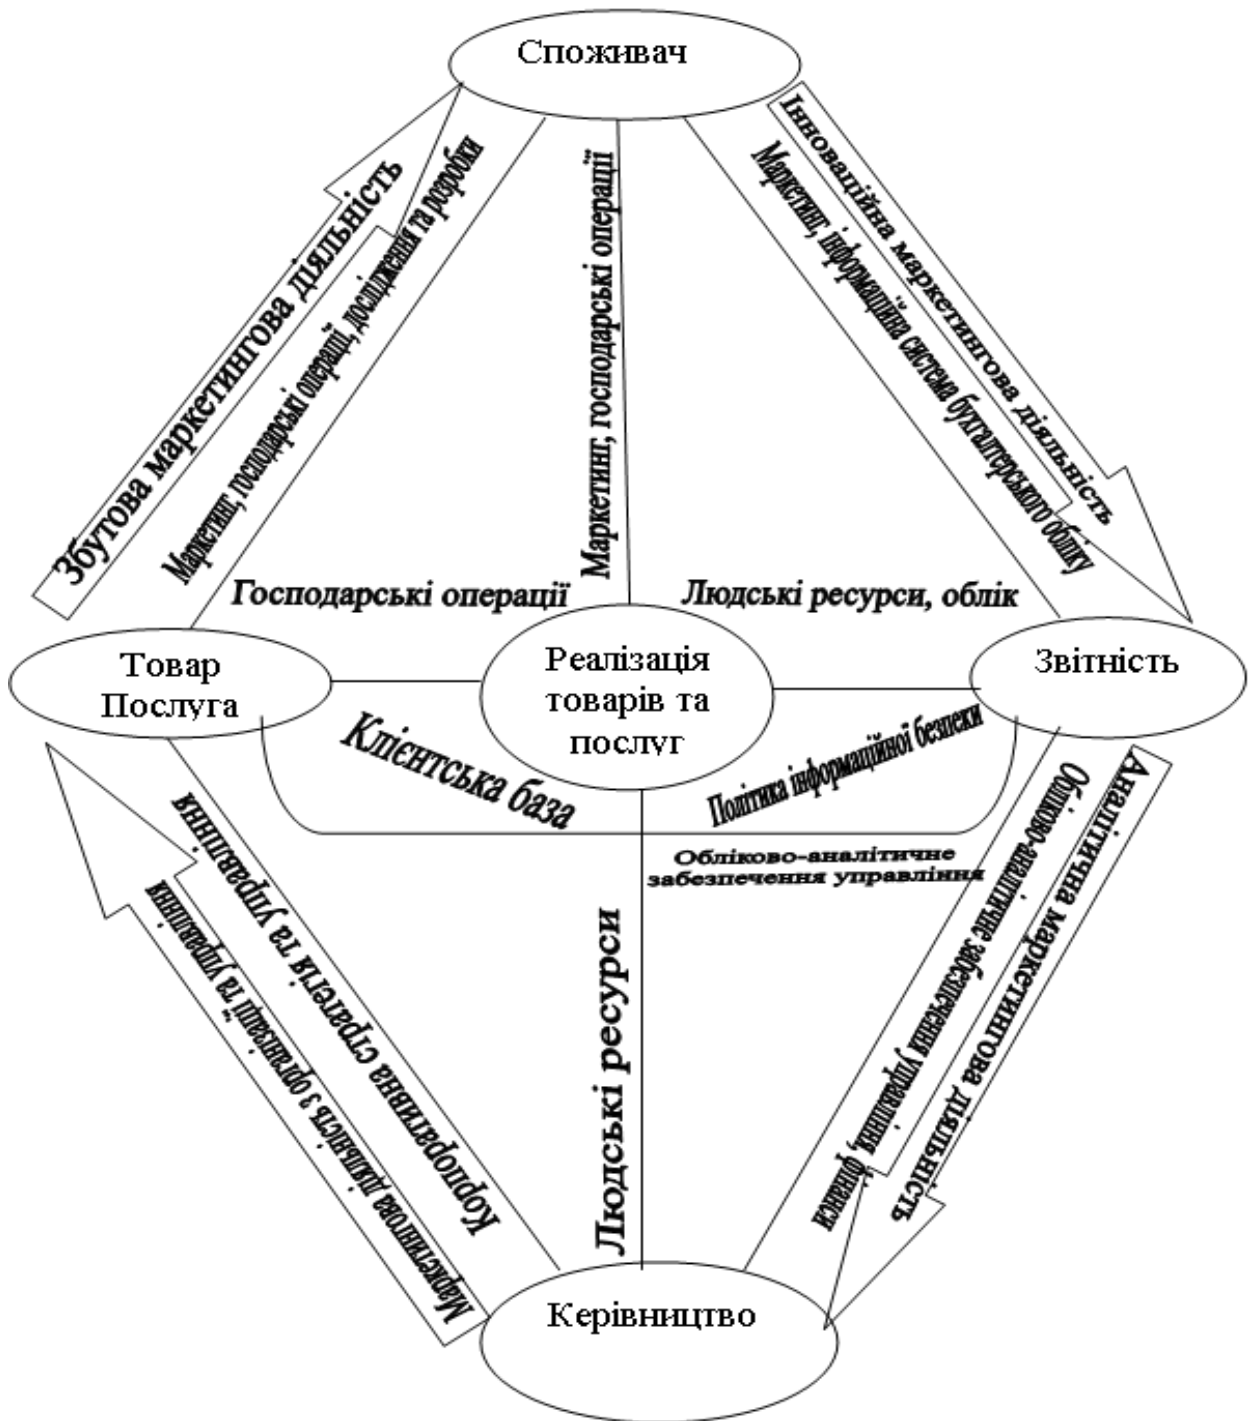 Споживач
Збутова маркетингова діяльність
Маркетинг, господарські операції, дослідження та розробки
Маркетинг, господарські операції
Маркетинг, інформаційна система бухгалтерського обліку
Інноваційна маркетингова діяльність
Господарські операції
Людські ресурси, облік
Товар
Послуга
Реалізація
товарів та
послуг
Звітність
Клієнтська база
Політика інформаційної безпеки
Обліково-аналітичне
забезпечення управління
Маркетингова діяльність з організації та управління
Корпоративна стратегія та управління
Людські ресурси
Обліково-аналітичне забезпечення управління, фінанси
Аналітична маркетингова діяльність
Керівництво